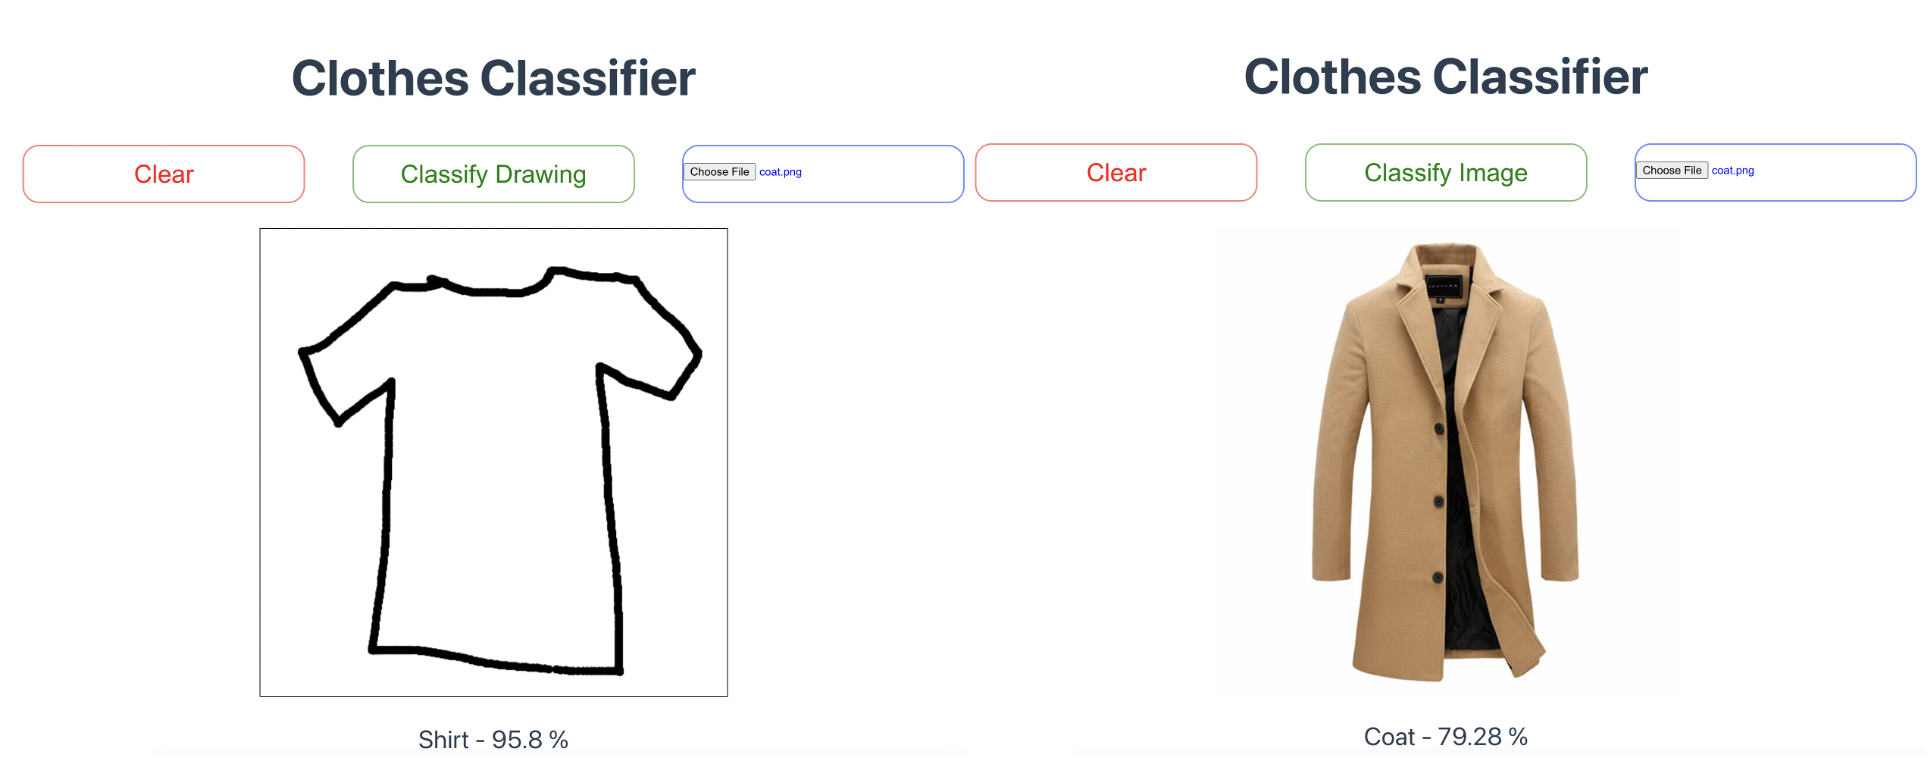 Clothes Classifier
Clear
Classify Drawing
Choose File coat.png
Shirt - 95.8 %
Clothes Classifier
Clear
Classify Image
Choose File coat.png
Coat - 79.28 %